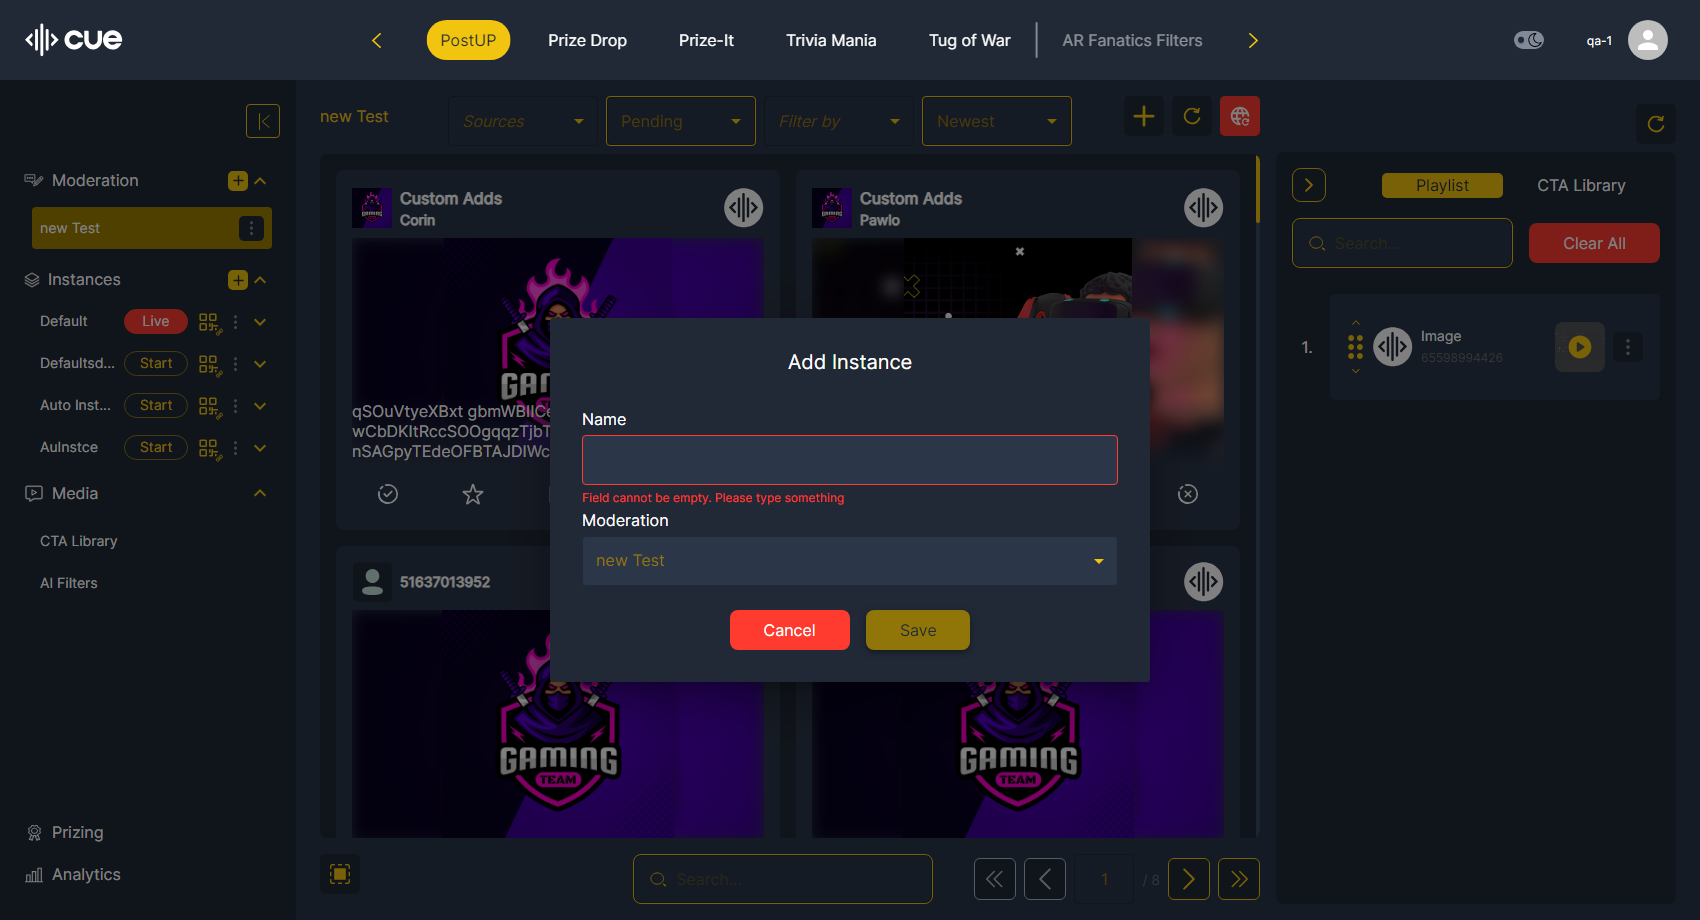 cue
PostUP
Prize Drop
Prize-It
Trivia Mania
Tug of War
AR Fanatics Filters
qa-1
Moderation
new Test
Instances
Default
Live
Defaultsd...
Start
Auto Inst...
Start
AuInstce
Start
Media
CTA Library
AI Filters
Prizing
Analytics
new Test
Sources
Pending
Filter by
Newest
Custom Adds
Corin
GAMING
qSOuVtyeXBxt
Custom Adds
Pawlo
GAMING
51637013952
GAMING
TEAM
GAMING
TEAM
Add Instance
Name
Field cannot be empty. Please type something
Moderation
new Test
Cancel
Save
Search...
1
/ 8
Playlist
CTA Library
Search...
Clear All
1.
Image
65598994426